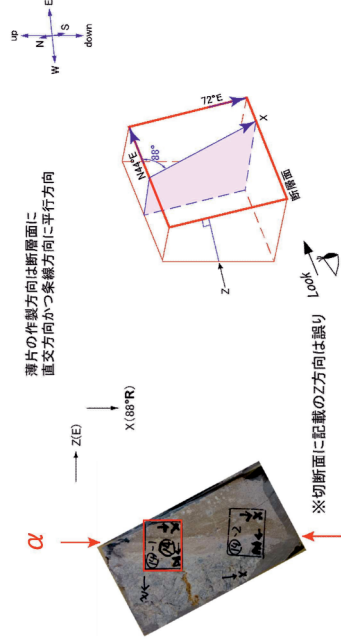 薄片の作製方向は断層面に
直交方向かつ条線方向に平行方向
up
N
E
W
S
down
α
Z(E)
X(88°R)
N44°E
88°
72°E
X
Z
断層面
Look
※切断面に記載のZ方向は誤り